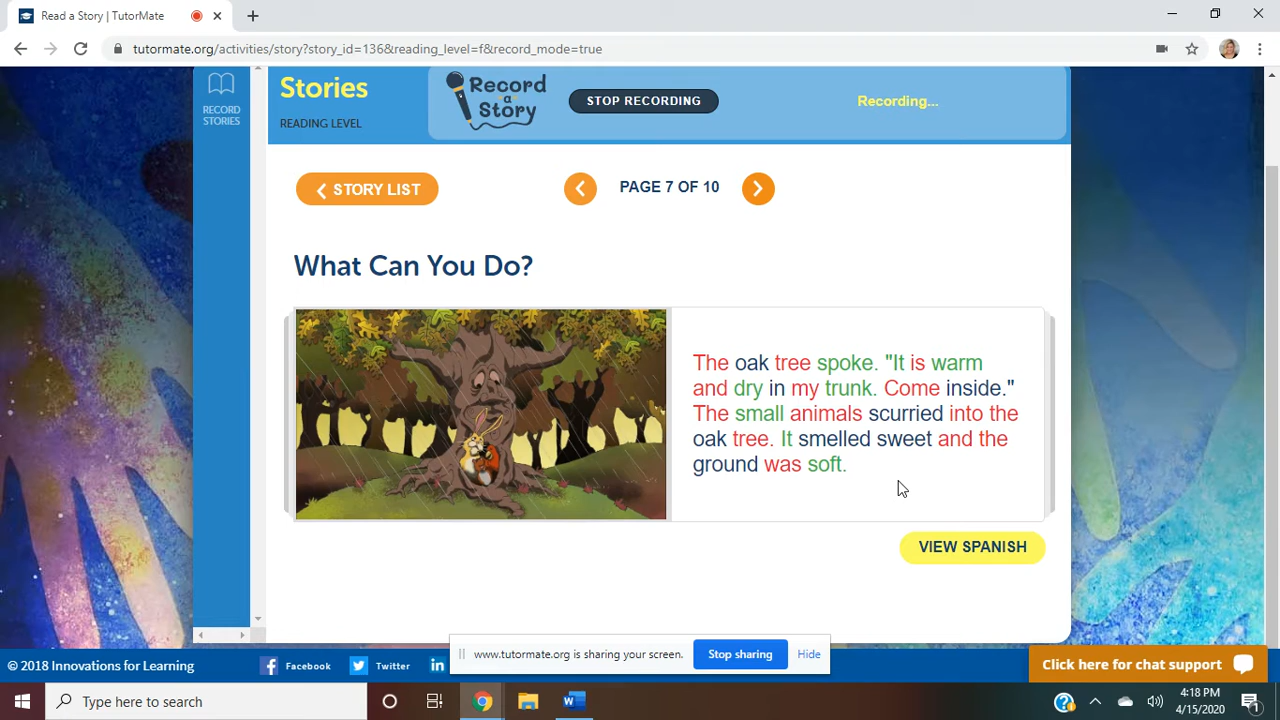 Read a Story | TutorMate
tutormate.org/activities/story?story_id=136&reading_level=f&record_mode=true
RECORD
STORIES
Stories
READING LEVEL
Record
a
Story
STOP RECORDING
Recording...
STORY LIST
PAGE 7 OF 10
What Can You Do?
The oak tree spoke. "It is warm
and dry in my trunk. Come inside."
The small animals scurried into the
oak tree. It smelled sweet and the
ground was soft.
VIEW SPANISH
www.tutormate.org is sharing your screen.
Stop sharing
Hide
© 2018 Innovations for Learning
Facebook
Twitter
Click here for chat support
Type here to search
4:18 PM
4/15/2020